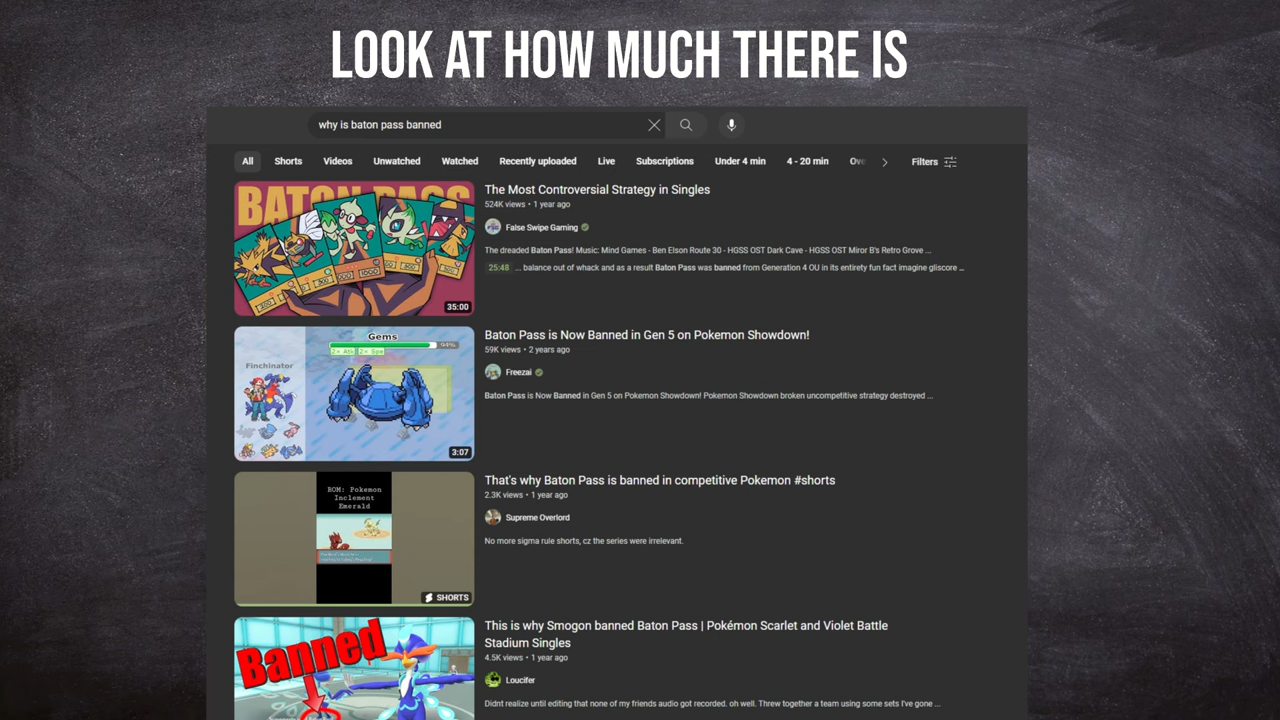 LOOK AT HOW MUCH THERE IS
why is baton pass banned
All Shorts Videos Unwatched Watched Recently uploaded Live Subscriptions Under 4 min 4 - 20 min Filters
BATON PASS
35:00
The Most Controversial Strategy in Singles
524K views • 1 year ago
False Swipe Gaming
The dreaded Baton Pass! Music: Mind Games - Ben Elson Route 30 - HGSS OST Dark Cave - HGSS OST Miror B's Retro Grove ...
25:48 ... balance out of whack and as a result Baton Pass was banned from Generation 4 OU in its entirety fun fact imagine gliscore ...
Gems
94%
2x Atk 2x Spe
Finchinator
3:07
Baton Pass is Now Banned in Gen 5 on Pokemon Showdown!
59K views • 2 years ago
Freezai
Baton Pass is Now Banned in Gen 5 on Pokemon Showdown! Pokemon Showdown broken uncompetitive strategy destroyed ...
ROM: Pokemon
Inclement
Emerald
SHORTS
That's why Baton Pass is banned in competitive Pokemon #shorts
2.3K views • 1 year ago
Supreme Overlord
No more sigma rule shorts, cz the series were irrelevant.
Banned
This is why Smogon banned Baton Pass | Pokémon Scarlet and Violet Battle
Stadium Singles
4.5K views • 1 year ago
Loucifer
Didnt realize until editing that none of my friends audio got recorded. oh well. Threw together a team using some sets I've gone ...